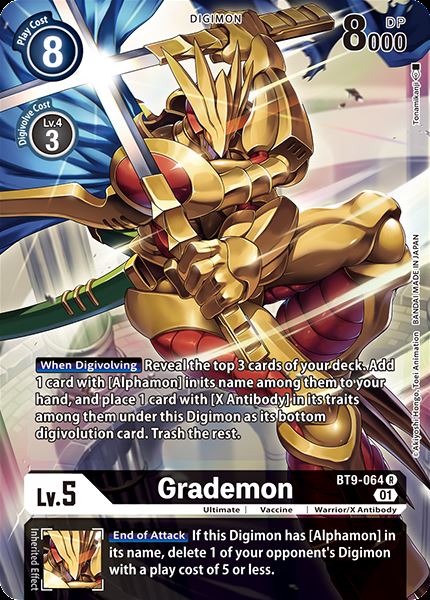 Play Cost
8
DIGIMON
DP
8000
Digivolve Cost
Lv.4
3
Tonamikanji
©Akiyoshi Hongo, Toei Animation BANDAI MADE IN JAPAN
When Digivolving Reveal the top 3 cards of your deck. Add
1 card with [Alphamon] in its name among them to your
hand, and place 1 card with [X Antibody] in its traits
among them under this Digimon as its bottom
digivolution card. Trash the rest.
BT9-064 R
01
Lv.5
Grademon
Ultimate | Vaccine | Warrior/X Antibody
Inherited Effect
End of Attack If this Digimon has [Alphamon] in
its name, delete 1 of your opponent's Digimon
with a play cost of 5 or less.